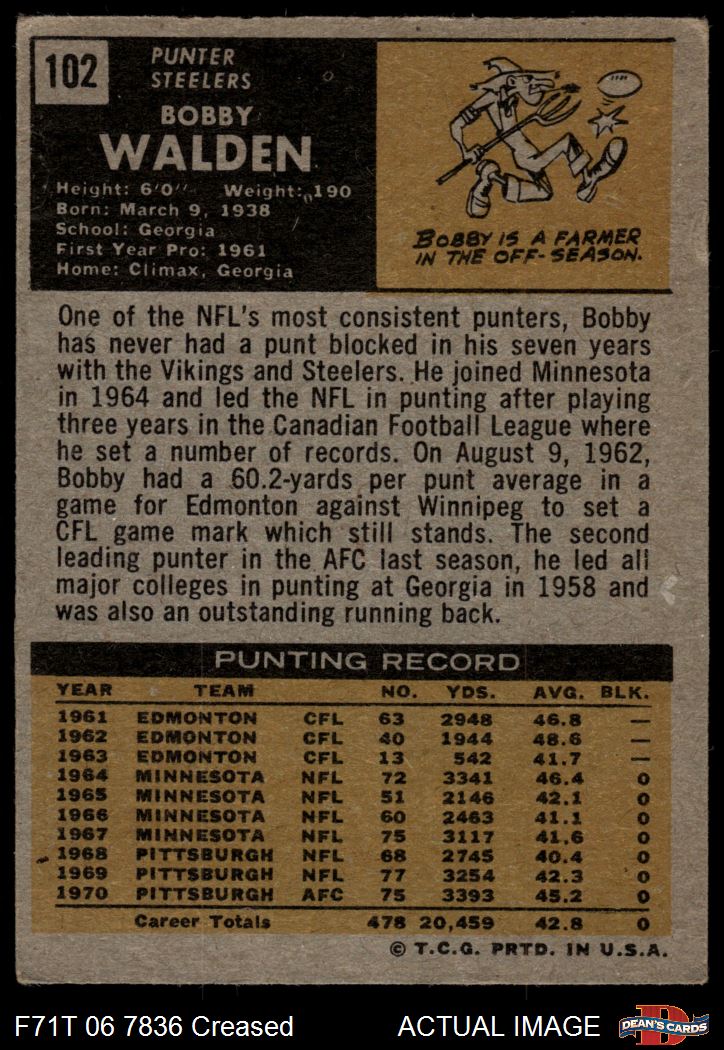 102
PUNTER
STEELERS
BOBBY
WALDEN
Height: 6'0" Weight: 190
Born: March 9, 1938
School: Georgia
First Year Pro: 1961
Home: Climax, Georgia
BOBBY IS A FARMER
IN THE OFF-SEASON.
One of the NFL's most consistent punters, Bobby
has never had a punt blocked in his seven years
with the Vikings and Steelers. He joined Minnesota
in 1964 and led the NFL in punting after playing
three years in the Canadian Football League where
he set a number of records. On August 9, 1962,
Bobby had a 60.2-yards per punt average in a
game for Edmonton against Winnipeg to set a
CFL game mark which still stands. The second
leading punter in the AFC last season, he led all
major colleges in punting at Georgia in 1958 and
was also an outstanding running back.
PUNTING RECORD
YEAR TEAM NO. YDS. AVG. BLK.
1961 EDMONTON CFL 63 2948 46.8 —
1962 EDMONTON CFL 40 1944 48.6 —
1963 EDMONTON CFL 13 542 41.7 —
1964 MINNESOTA NFL 72 3341 46.4 0
1965 MINNESOTA NFL 51 2146 42.1 0
1966 MINNESOTA NFL 60 2463 41.1 0
1967 MINNESOTA NFL 75 3117 41.6 0
1968 PITTSBURGH NFL 68 2745 40.4 0
1969 PITTSBURGH NFL 77 3254 42.3 0
1970 PITTSBURGH AFC 75 3393 45.2 0
Career Totals 478 20,459 42.8 0
© T.C.G. PRTD. IN U.S.A.
F71T 06 7836 Creased ACTUAL IMAGE
D
DEAN'S CARDS